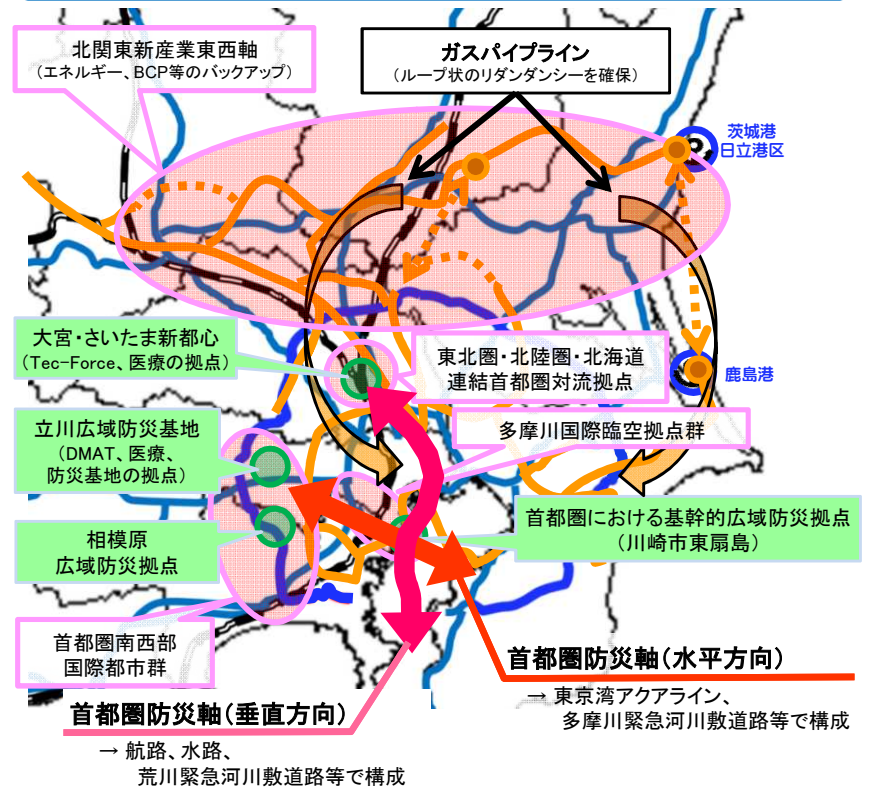 北関東新産業東西軸
（エネルギー、BCP等のバックアップ）
ガスパイプライン
（ループ状のリダンダンシーを確保）
茨城港
日立港区
大宮・さいたま新都心
（Tec-Force、医療の拠点）
東北圏・北陸圏・北海道
連結首都圏対流拠点
鹿島港
立川広域防災基地
（DMAT、医療、
防災基地の拠点）
多摩川国際臨空拠点群
相模原
広域防災拠点
首都圏における基幹的広域防災拠点
（川崎市東扇島）
首都圏南西部
国際都市群
首都圏防災軸（水平方向）
→ 東京湾アクアライン、
多摩川緊急河川敷道路等で構成
首都圏防災軸（垂直方向）
→ 航路、水路、
荒川緊急河川敷道路等で構成